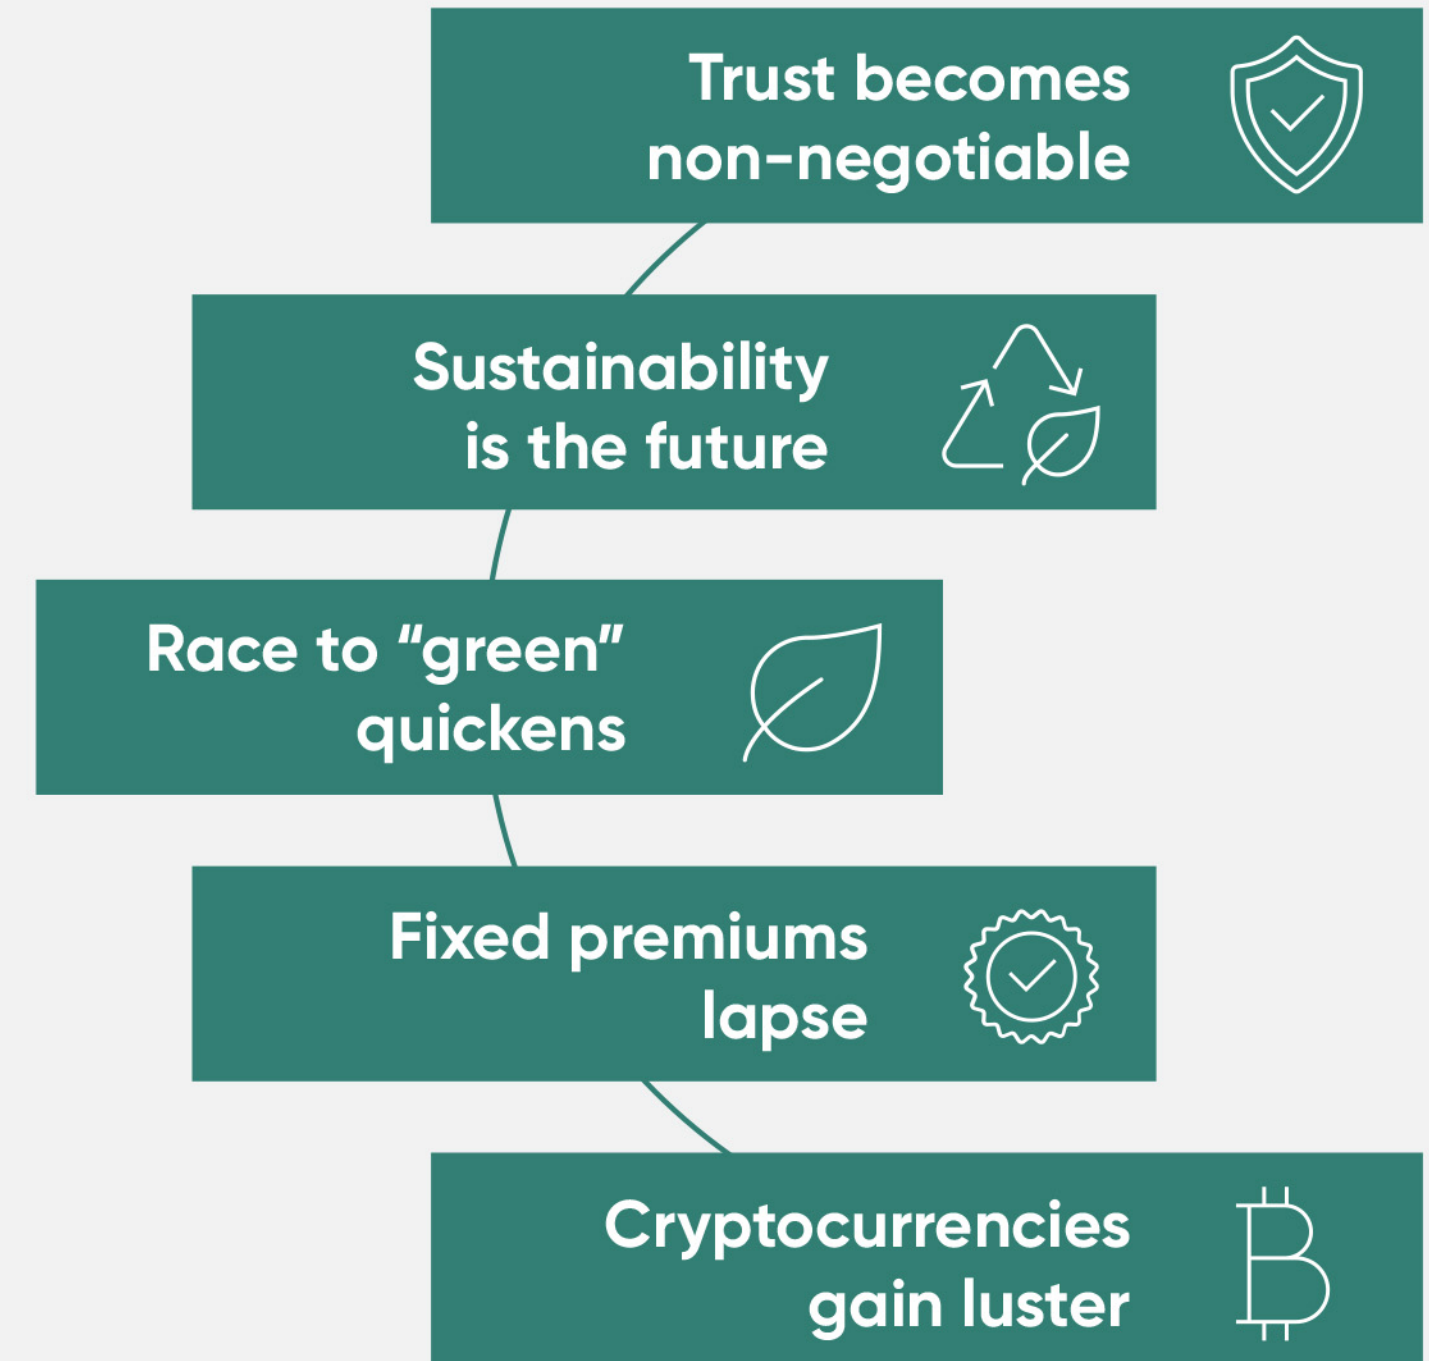 Trust becomes
non-negotiable
Sustainability
is the future
Race to “green”
quickens
Fixed premiums
lapse
Cryptocurrencies
gain luster